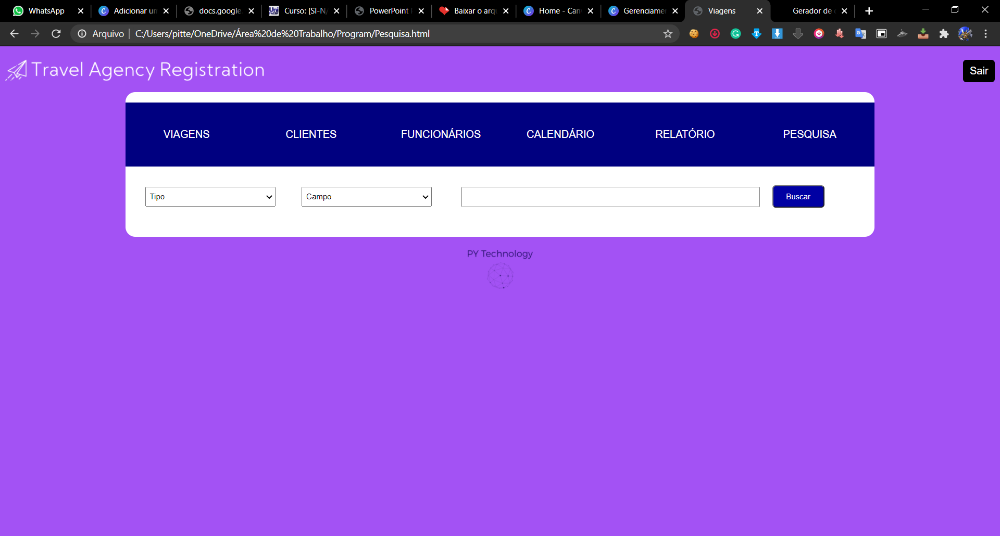 WhatsApp Adicionar un docs.google. Curso: [SI-N PowerPoint Baixar o arq Home - Can Gerenciame Viagens Gerador de
Arquivo C:/Users/pitte/OneDrive/Área%20de%20Trabalho/Program/Pesquisa.html
Travel Agency Registration
Sair
VIAGENS CLIENTES FUNCIONÁRIOS CALENDÁRIO RELATÓRIO PESQUISA
Tipo Campo Buscar
PY Technology